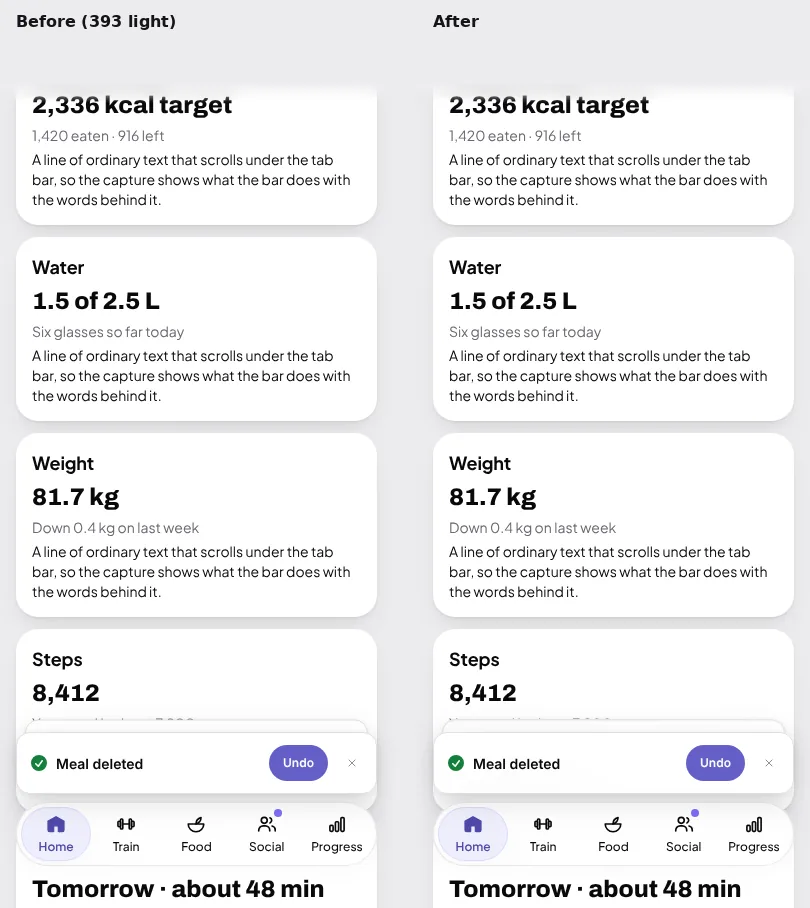 Before (393 light)
2,336 kcal target
1,420 eaten · 916 left
A line of ordinary text that scrolls under the tab
bar, so the capture shows what the bar does with
the words behind it.
Water
1.5 of 2.5 L
Six glasses so far today
A line of ordinary text that scrolls under the tab
bar, so the capture shows what the bar does with
the words behind it.
Weight
81.7 kg
Down 0.4 kg on last week
A line of ordinary text that scrolls under the tab
bar, so the capture shows what the bar does with
the words behind it.
Steps
8,412
Meal deleted
Undo
Home
Train
Food
Social
Progress
Tomorrow · about 48 min
After
2,336 kcal target
1,420 eaten · 916 left
A line of ordinary text that scrolls under the tab
bar, so the capture shows what the bar does with
the words behind it.
Water
1.5 of 2.5 L
Six glasses so far today
A line of ordinary text that scrolls under the tab
bar, so the capture shows what the bar does with
the words behind it.
Weight
81.7 kg
Down 0.4 kg on last week
A line of ordinary text that scrolls under the tab
bar, so the capture shows what the bar does with
the words behind it.
Steps
8,412
Meal deleted
Undo
Home
Train
Food
Social
Progress
Tomorrow · about 48 min